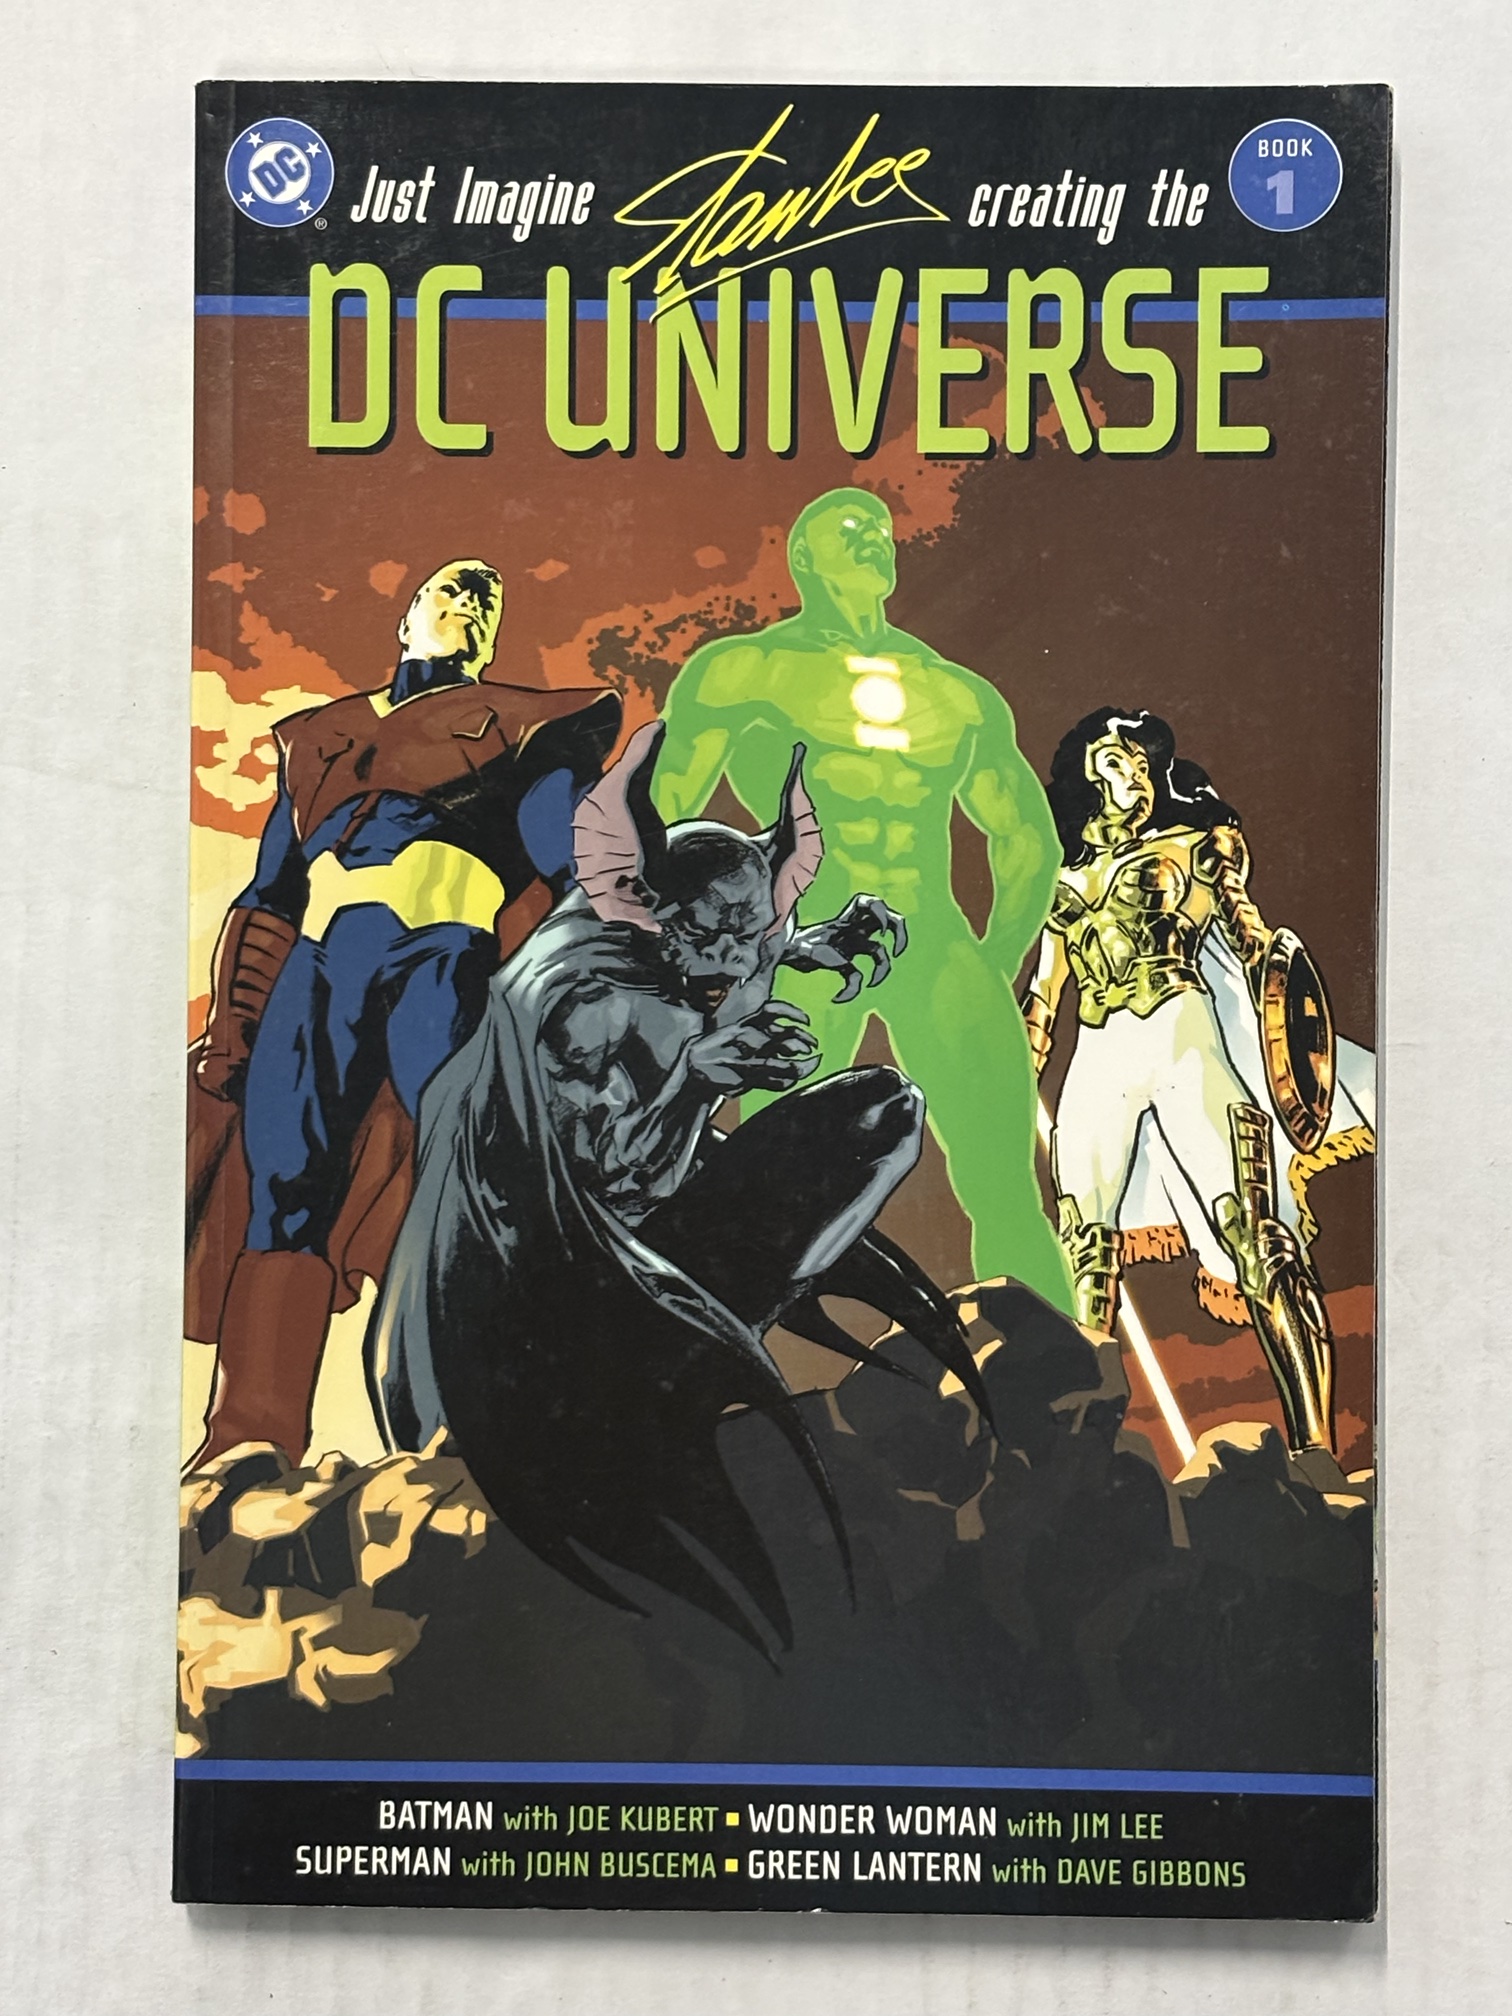 DC
®
Just Imagine Stan Lee creating the
BOOK
1
DC UNIVERSE
BATMAN with JOE KUBERT ▪ WONDER WOMAN with JIM LEE
SUPERMAN with JOHN BUSCEMA ▪ GREEN LANTERN with DAVE GIBBONS